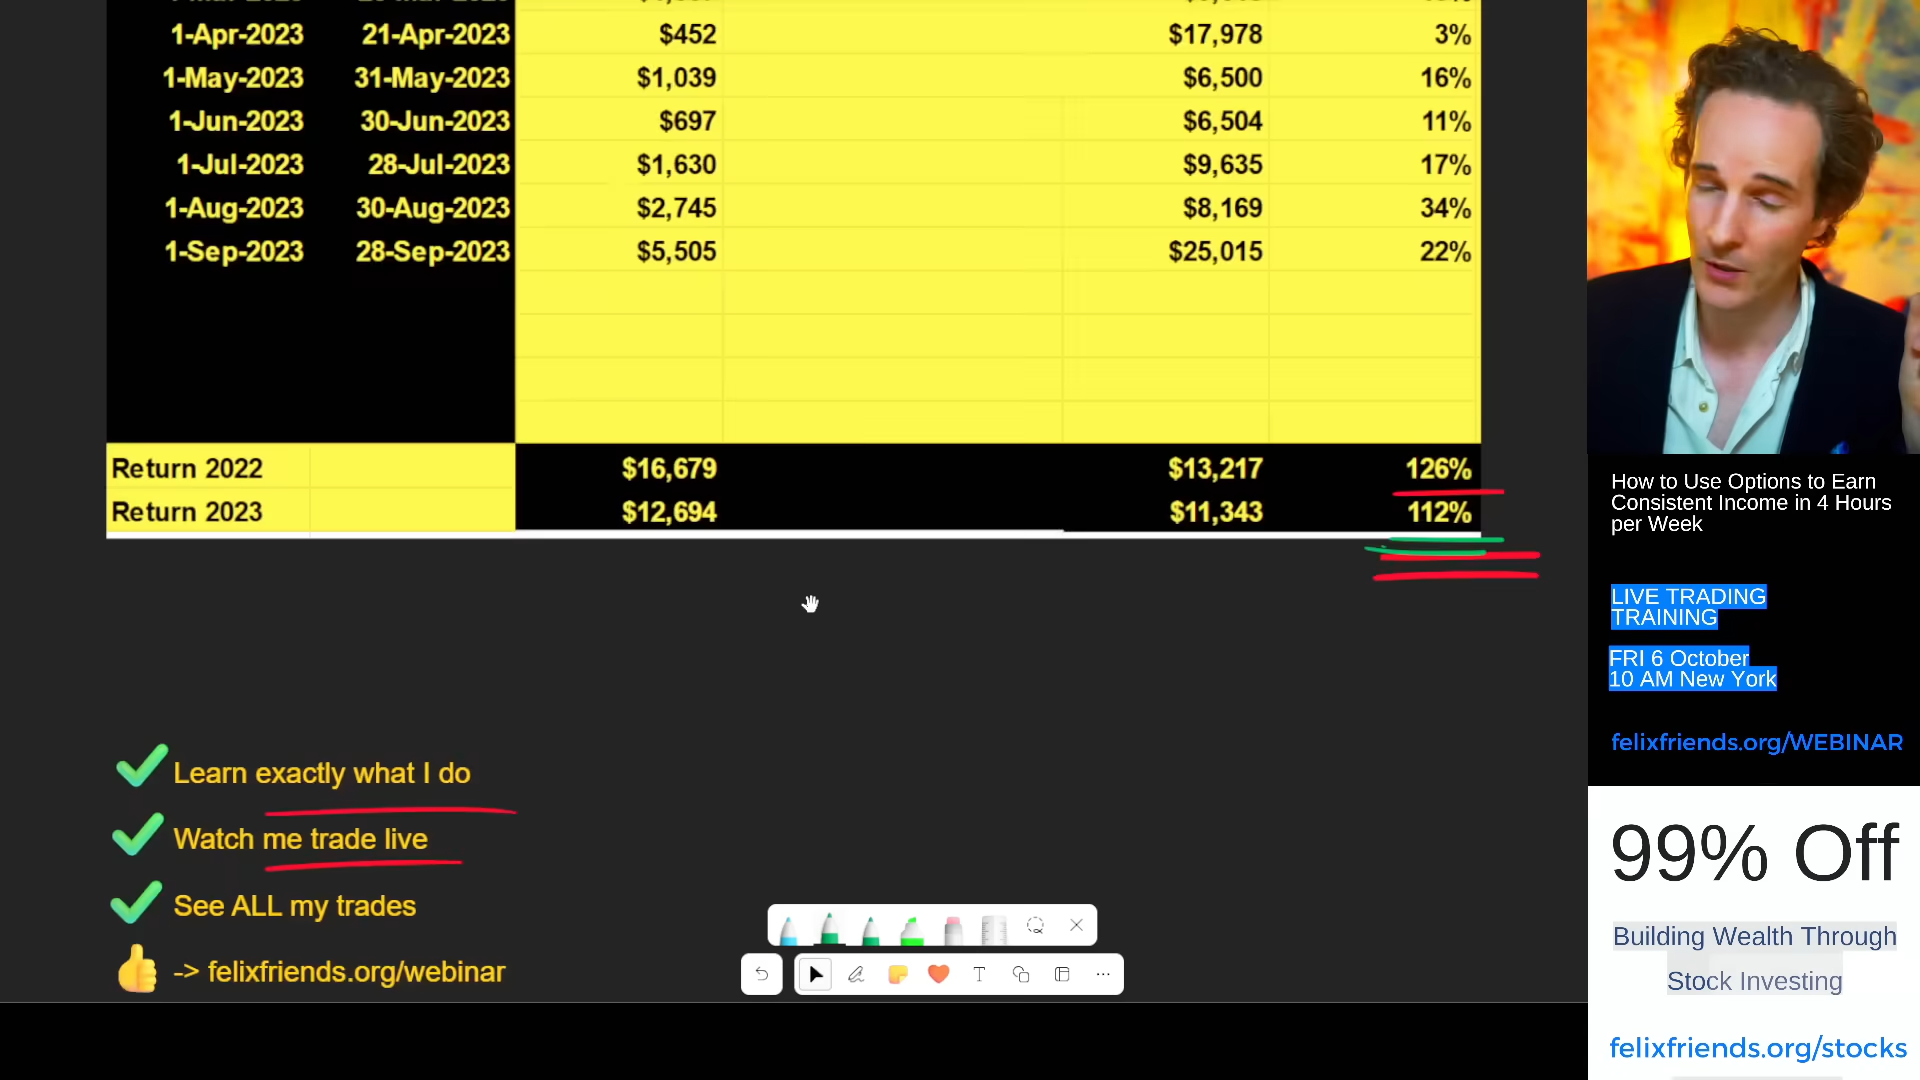 1-Apr-2023 21-Apr-2023 $452 $17,978 3%
1-May-2023 31-May-2023 $1,039 $6,500 16%
1-Jun-2023 30-Jun-2023 $697 $6,504 11%
1-Jul-2023 28-Jul-2023 $1,630 $9,635 17%
1-Aug-2023 30-Aug-2023 $2,745 $8,169 34%
1-Sep-2023 28-Sep-2023 $5,505 $25,015 22%
Return 2022 $16,679 $13,217 126%
Return 2023 $12,694 $11,343 112%
Learn exactly what I do
Watch me trade live
See ALL my trades
-> felixfriends.org/webinar
How to Use Options to Earn
Consistent Income in 4 Hours
per Week
LIVE TRADING
TRAINING
FRI 6 October
10 AM New York
felixfriends.org/WEBINAR
99% Off
Building Wealth Through
Stock Investing
felixfriends.org/stocks